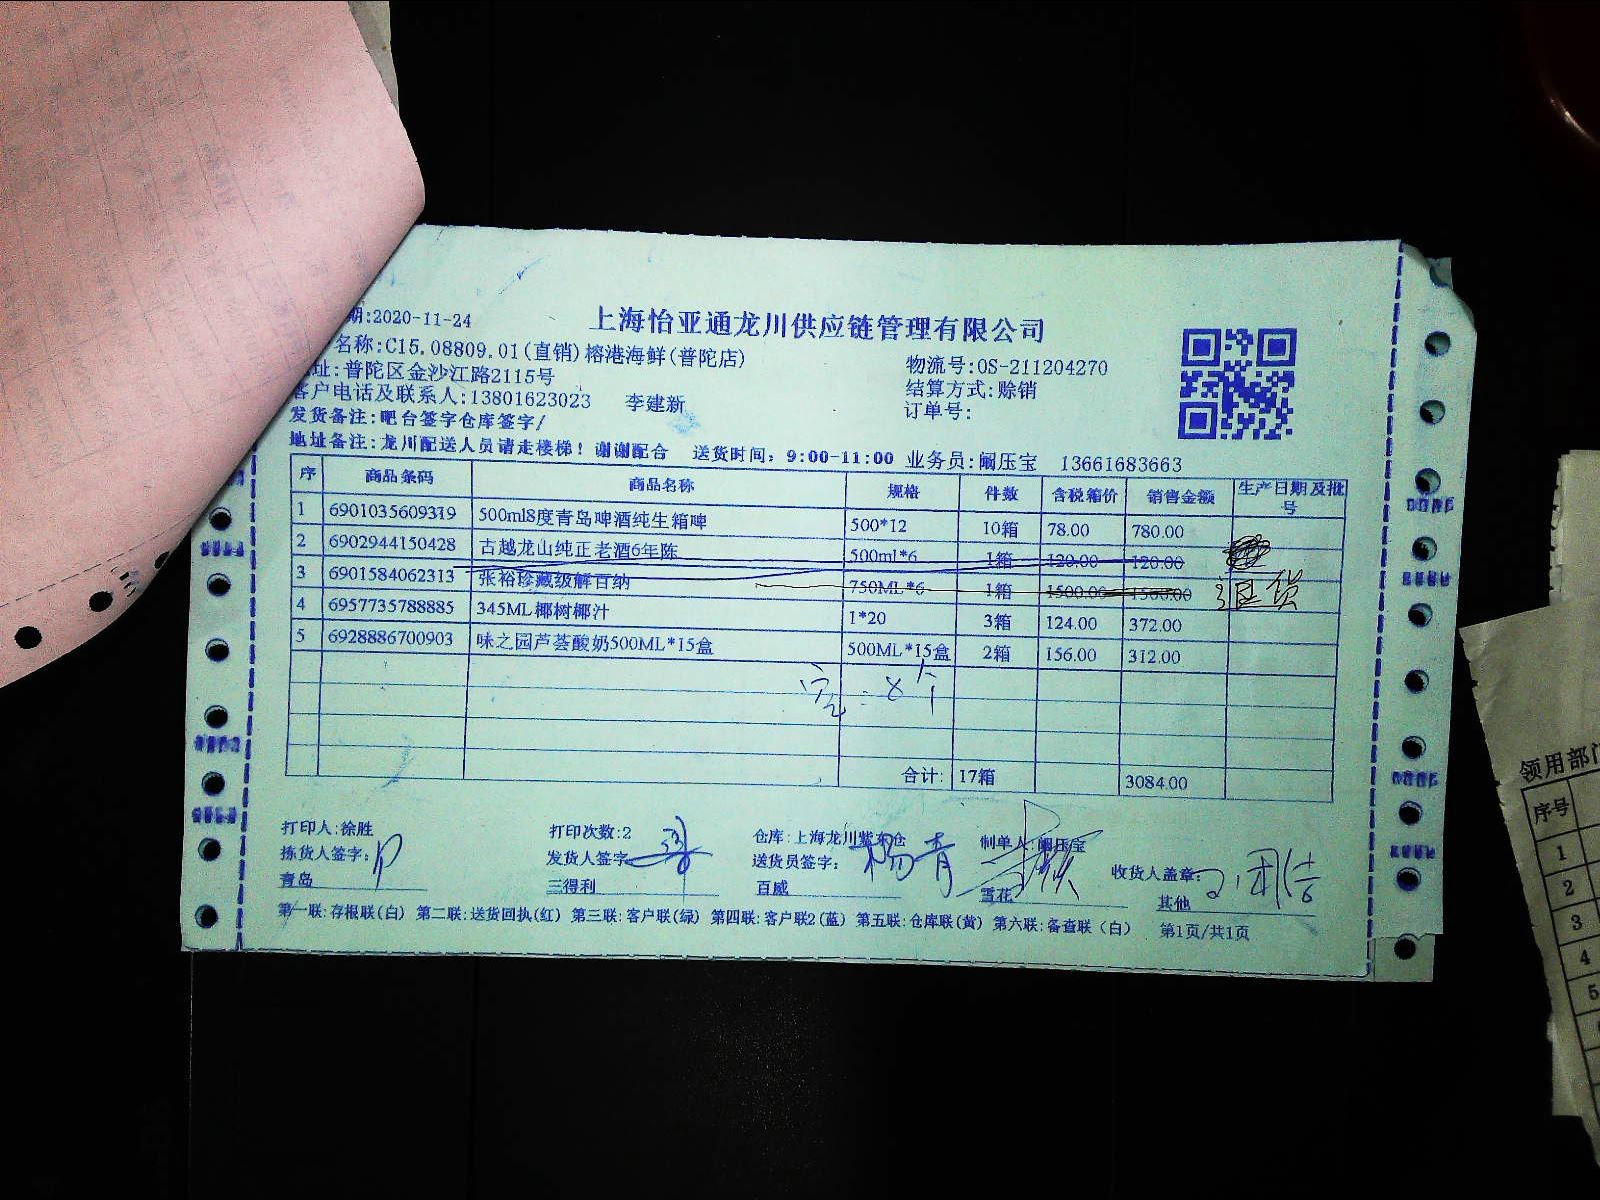 期:2020-11-24
上海怡亚通龙川供应链管理有限公司
名称:C15.08809.01(直销)榕港海鲜(普陀店)
物流号:OS-211204270
址:普陀区金沙江路2115号
结算方式:赊销
客户电话及联系人:13801623023 李建新
订单号:
发货备注:吧台签字仓库签字/
地址备注:龙川配送人员请走楼梯！谢谢配合 送货时间：9:00-11:00 业务员:阚压宝 13661683663
序 商品条码 商品名称 规格 件数 含税箱价 销售金额 生产日期及批号
1 6901035609319 500ml8度青岛啤酒纯生箱啤 500*12 10箱 78.00 780.00
2 6902944150428 古越龙山纯正老酒6年陈 500ml*6 1箱 120.00 120.00
3 6901584062313 张裕珍藏级解百纳 750ML*6 1箱 1500.00 1500.00 退货
4 6957735788885 345ML椰树椰汁 1*20 3箱 124.00 372.00
5 6928886700903 味之园芦荟酸奶500ML*15盒 500ML*15盒 2箱 156.00 312.00
合计: 17箱 3084.00
打印人:徐胜 打印次数:2 仓库:上海龙川紫东仓 制单人:阚压宝
拣货人签字: 发货人签字 送货员签字: 杨青 收货人盖章:
青岛 三得利 百威 雪花 其他
第一联:存根联(白) 第二联:送货回执(红) 第三联:客户联(绿) 第四联:客户联2(蓝) 第五联:仓库联(黄) 第六联:备查联（白） 第1页/共1页
领用部门
序号
1
2
3
4
5